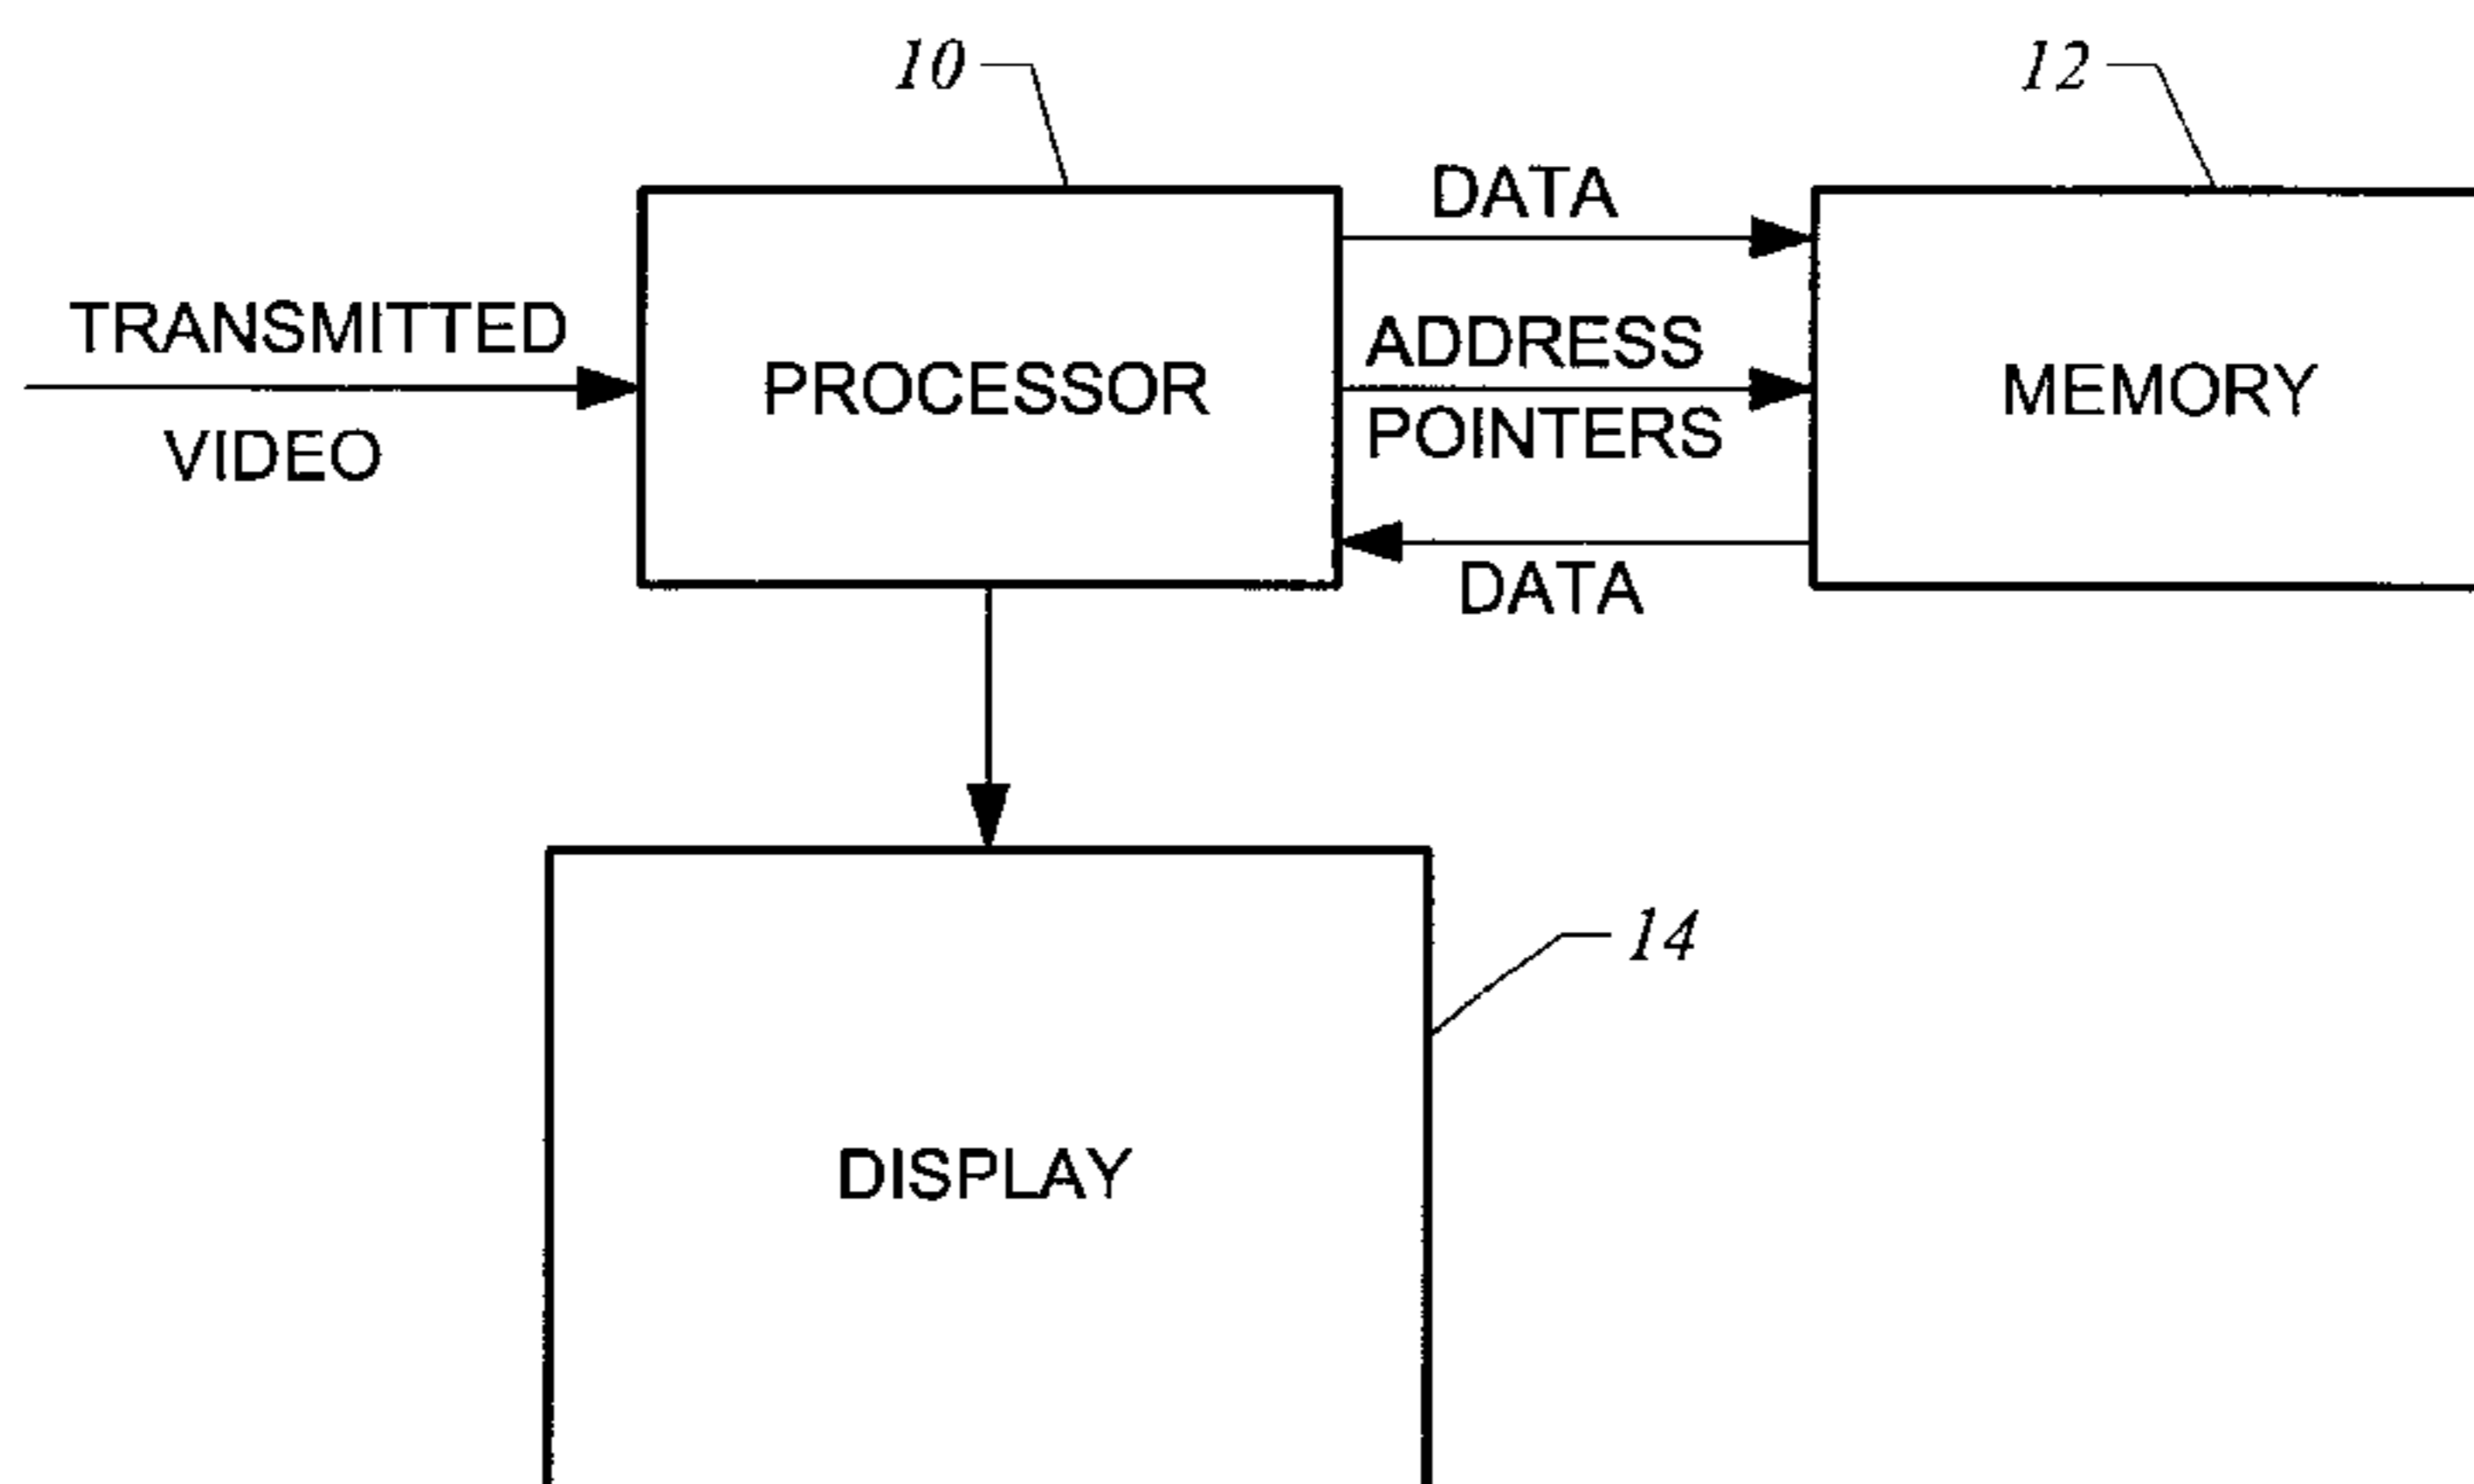 10
12
DATA
TRANSMITTED
VIDEO
PROCESSOR
ADDRESS
POINTERS
MEMORY
DATA
14
DISPLAY